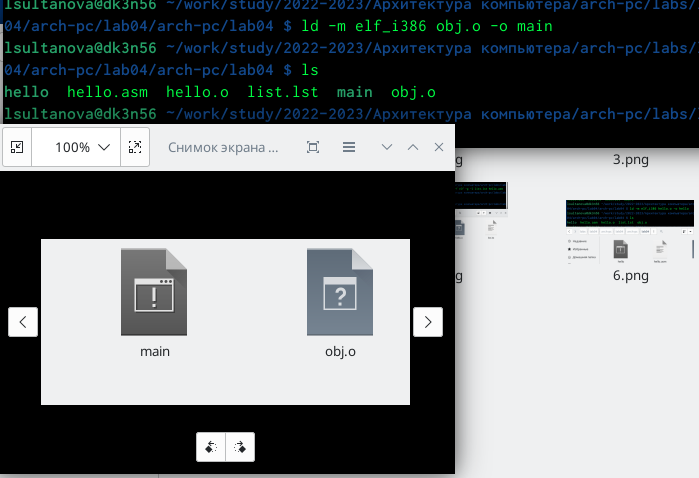 lsultanova@dk3n56 ~/work/study/2022-2023/Архитектура компьютера/arch-pc/labs/
04/arch-pc/arch-pc/lab04 $ ld -m elf_i386 obj.o -o main
lsultanova@dk3n56 ~/work/study/2022-2023/Архитектура компьютера/arch-pc/labs/
04/arch-pc/arch-pc/lab04 $ ls
hello hello.asm hello.o list.lst main obj.o
lsultanova@dk3n56 ~/work/study/2022-2023/Архитектура компьютера/arch-pc/labs/
100% Снимок экрана ...
3.png
6.png
main obj.o